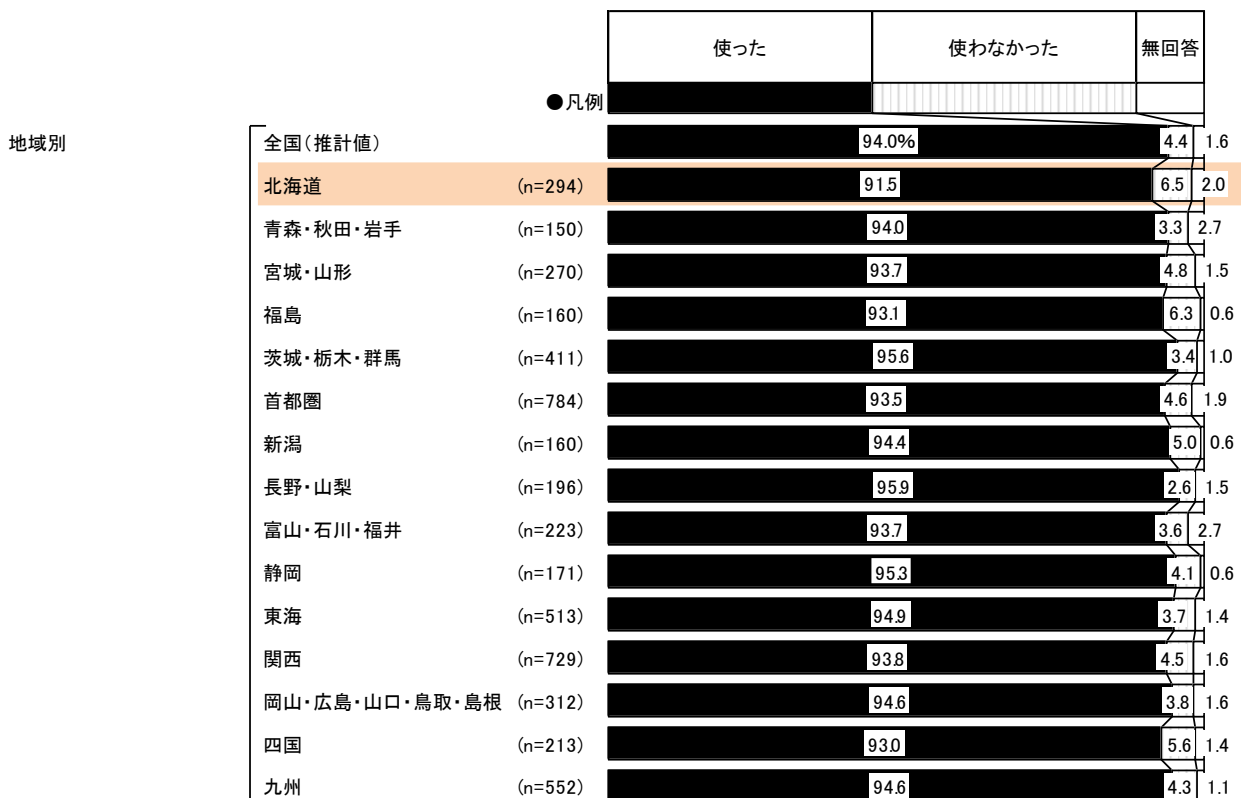 使った 使わなかった 無回答
●凡例
地域別 全国(推計値) 94.0% 4.4 1.6
北海道 (n=294) 91.5 6.5 2.0
青森・秋田・岩手 (n=150) 94.0 3.3 2.7
宮城・山形 (n=270) 93.7 4.8 1.5
福島 (n=160) 93.1 6.3 0.6
茨城・栃木・群馬 (n=411) 95.6 3.4 1.0
首都圏 (n=784) 93.5 4.6 1.9
新潟 (n=160) 94.4 5.0 0.6
長野・山梨 (n=196) 95.9 2.6 1.5
富山・石川・福井 (n=223) 93.7 3.6 2.7
静岡 (n=171) 95.3 4.1 0.6
東海 (n=513) 94.9 3.7 1.4
関西 (n=729) 93.8 4.5 1.6
岡山・広島・山口・鳥取・島根 (n=312) 94.6 3.8 1.6
四国 (n=213) 93.0 5.6 1.4
九州 (n=552) 94.6 4.3 1.1